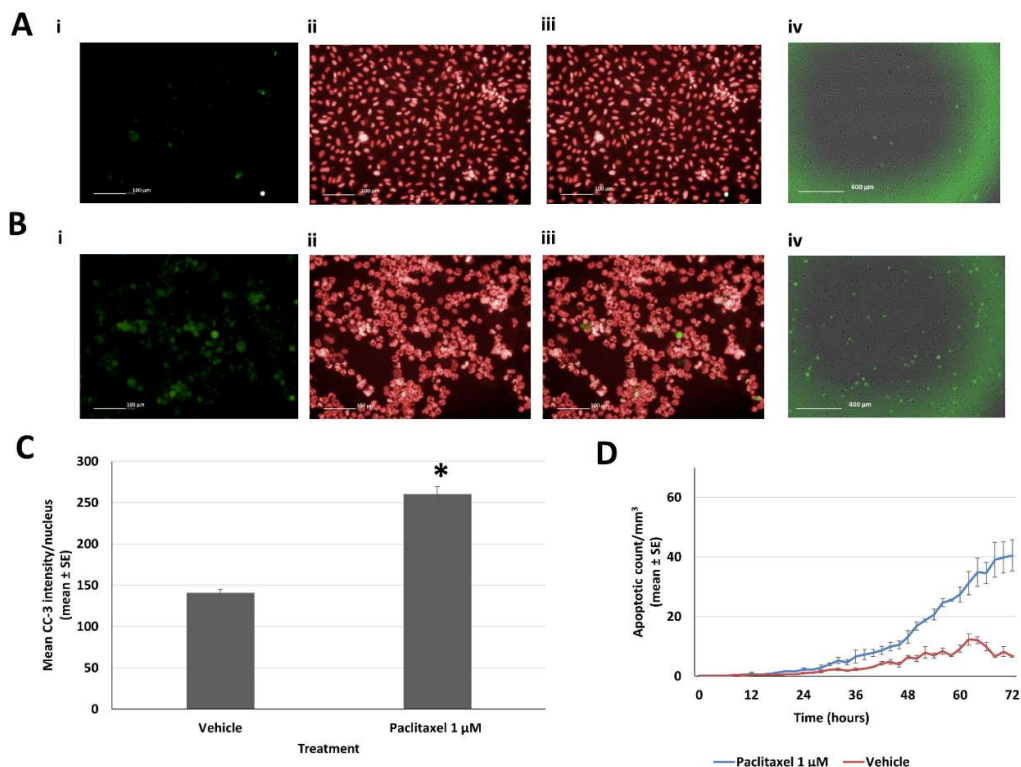 A
i
ii
iii
iv
100 µm
100 µm
100 µm
400 µm
B
i
ii
iii
iv
100 µm
100 µm
100 µm
400 µm
C
Mean CC-3 intensity/nucleus
(mean ± SE)
300
250
200
150
100
50
0
*
Vehicle
Paclitaxel 1 µM
Treatment
D
Apoptotic count/mm³
(mean ± SE)
60
40
20
0
0 12 24 36 48 60 72
Time (hours)
Paclitaxel 1 µM Vehicle